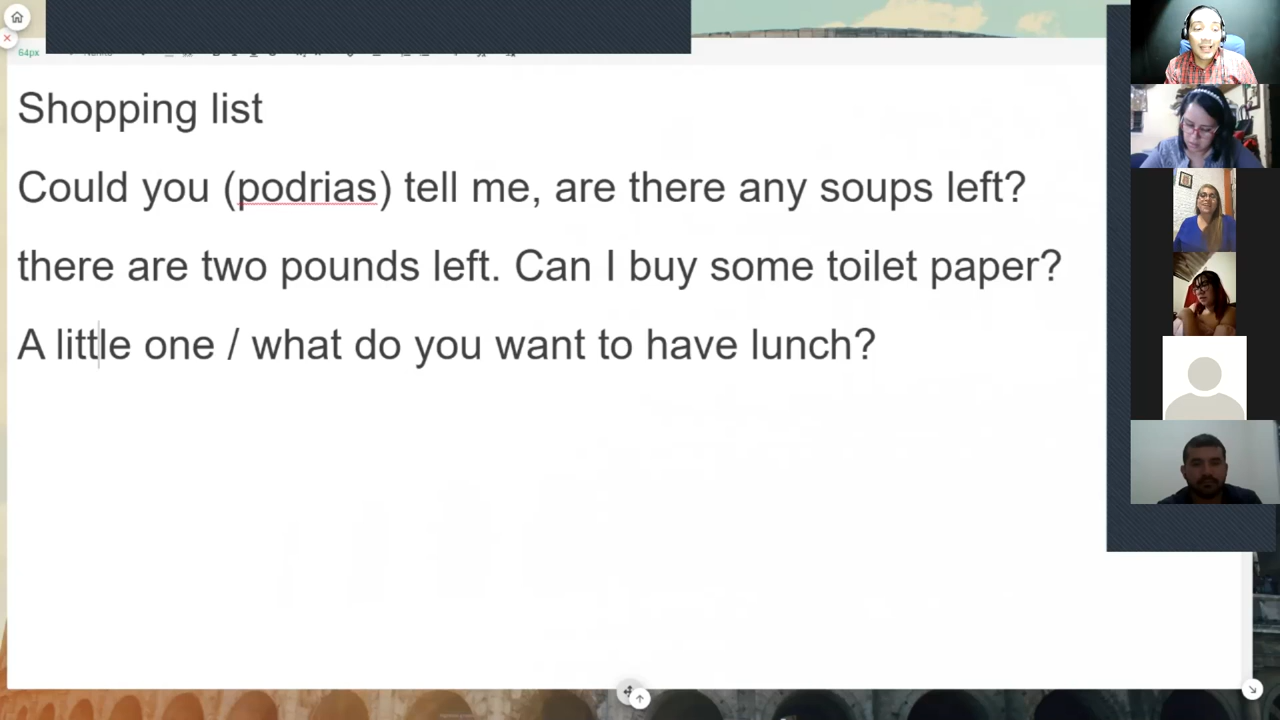 64px
Shopping list
Could you (podrias) tell me, are there any soups left?
there are two pounds left. Can I buy some toilet paper?
A little one / what do you want to have lunch?